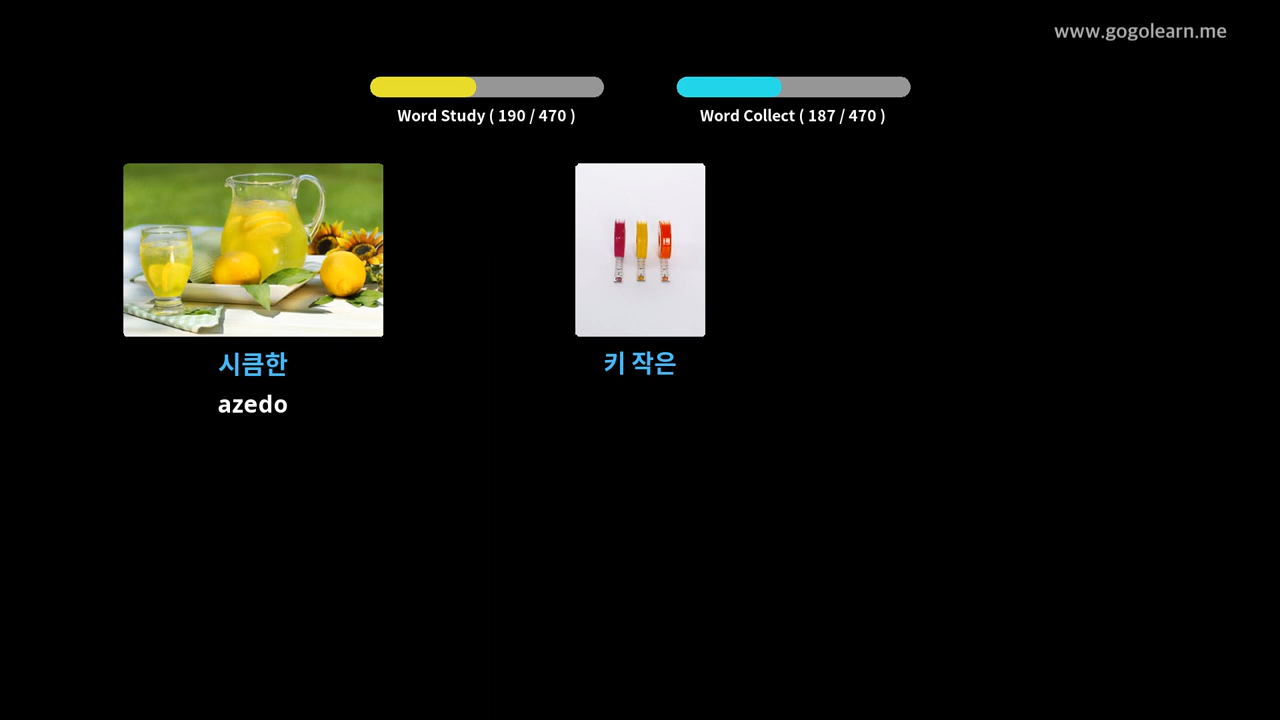 www.gogolearn.me
Word Study ( 190 / 470 )
Word Collect ( 187 / 470 )
시큼한
azedo
키 작은